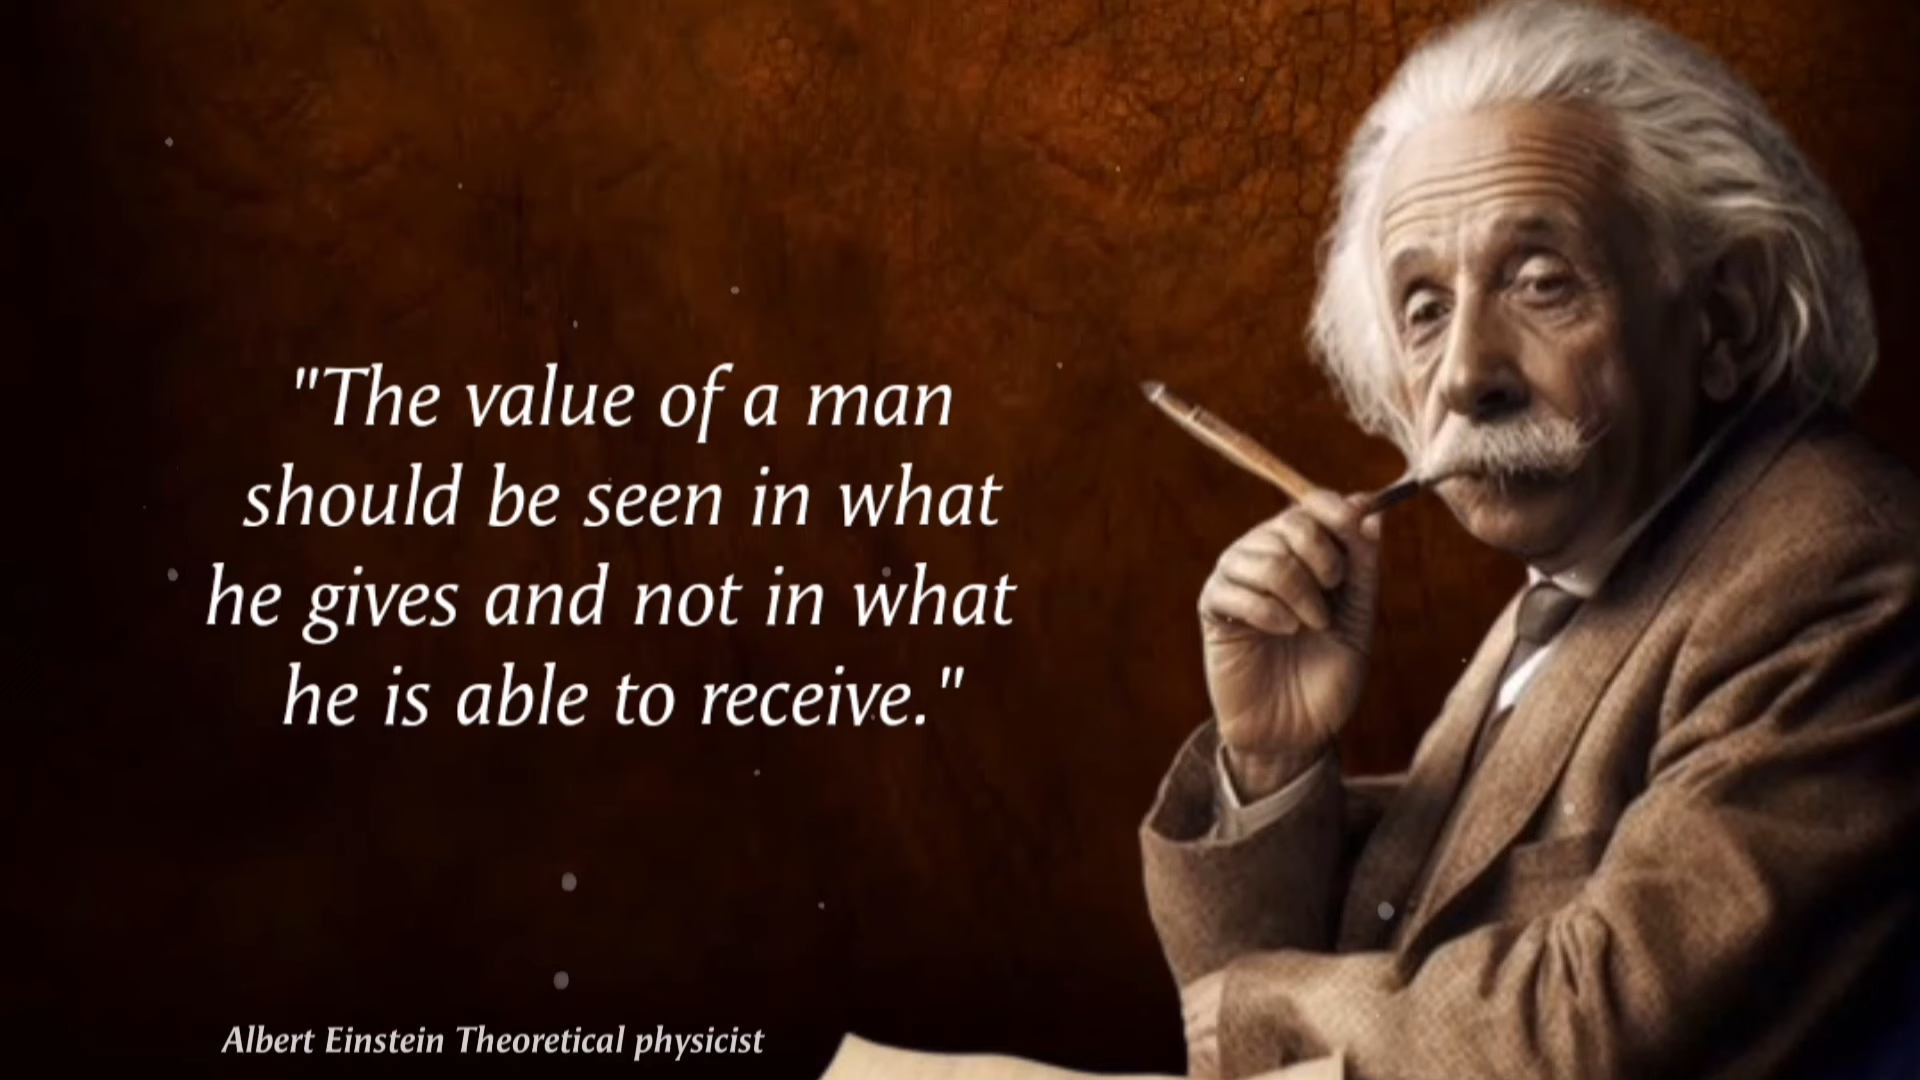 "The value of a man
should be seen in what
he gives and not in what
he is able to receive."
Albert Einstein Theoretical physicist